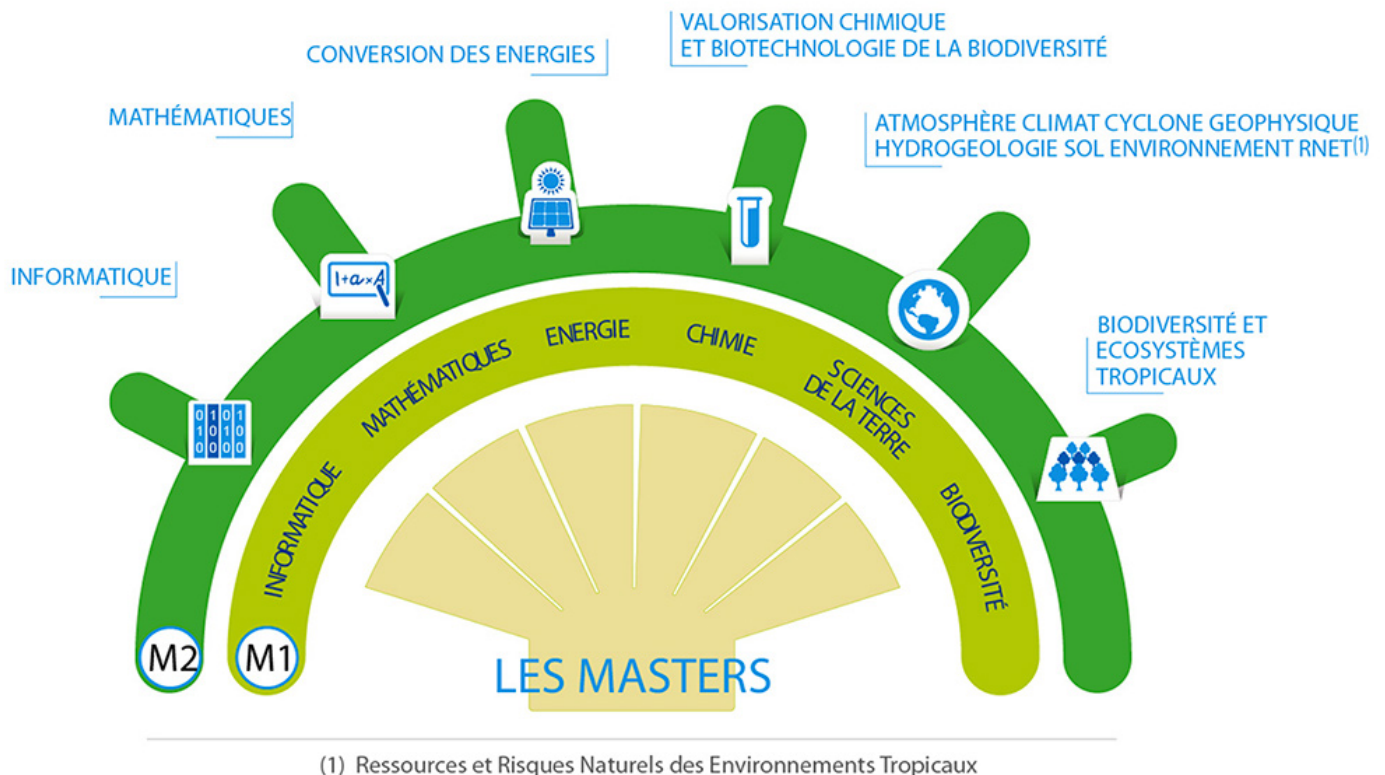 VALORISATION CHIMIQUE
ET BIOTECHNOLOGIE DE LA BIODIVERSITÉ
CONVERSION DES ENERGIES
MATHÉMATIQUES
ATMOSPHÈRE CLIMAT CYCLONE GEOPHYSIQUE
HYDROGEOLOGIE SOL ENVIRONNEMENT RNET(1)
INFORMATIQUE
BIODIVERSITÉ ET
ECOSYSTÈMES
TROPICAUX
1+a×A
0101
1010
0000
INFORMATIQUE
MATHÉMATIQUES
ENERGIE
CHIMIE
SCIENCES
DE LA TERRE
BIODIVERSITÉ
M2
M1
LES MASTERS
(1) Ressources et Risques Naturels des Environnements Tropicaux